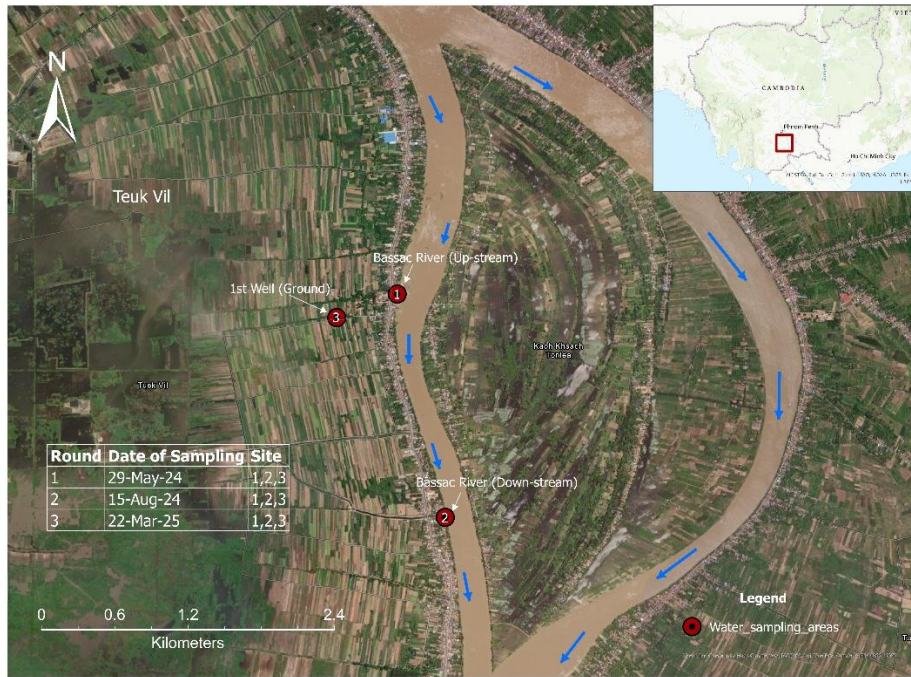 N
Teuk Vil
CAMBODIA
Phnom Penh
Ho Chi Minh City
Bassac River (Up-stream)
1
1st Well (Ground)
3
Kaoh Khsach
Tonlea
Tuok Vil
Round Date of Sampling Site
1 29-May-24 1,2,3
2 15-Aug-24 1,2,3
3 22-Mar-25 1,2,3
Bassac River (Down-stream)
2
0 0.6 1.2 2.4
Kilometers
Legend
Water_sampling_areas